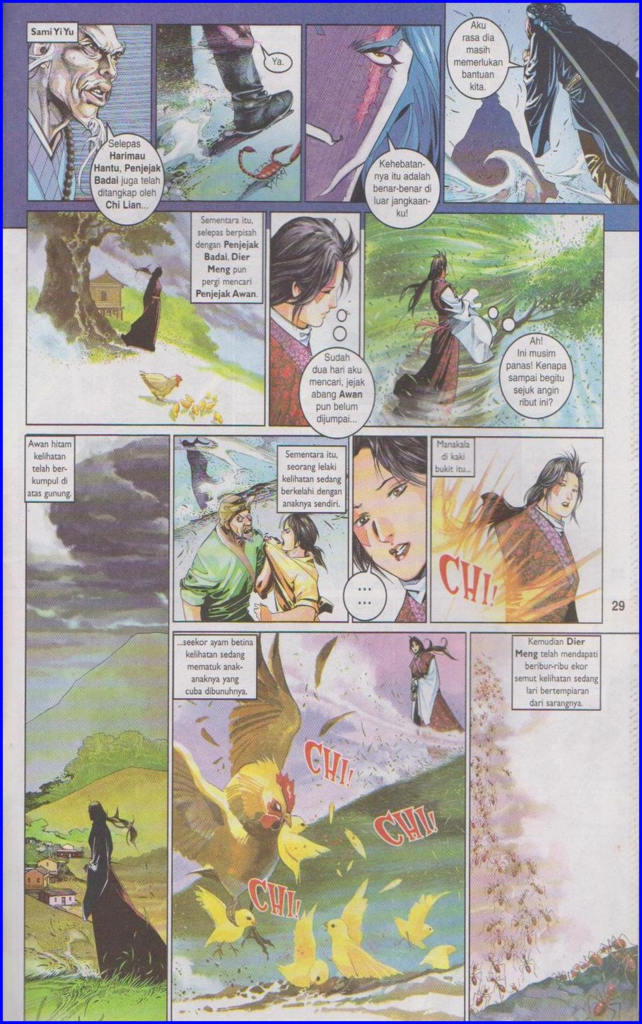 Sami Yi Yu
Selepas
Harimau
Hantu, Penjejak
Badai juga telah
ditangkap oleh
Chi Lian...
Ya.
Kehebatan-
nya itu adalah
benar-benar di
luar jangkaan-
ku!
Aku
rasa dia
masih
memerlukan
bantuan
kita.
Sementara itu,
selepas berpisah
dengan Penjejak
Badai, Dier
Meng pun
pergi mencari
Penjejak Awan.
Sudah
dua hari aku
mencari, jejak
abang Awan
pun belum
dijumpai...
Ah!
Ini musim
panas! Kenapa
sampai begitu
sejuk angin
ribut ini?
Awan hitam
kelihatan
telah ber-
kumpul di
atas gunung.
Sementara itu,
seorang lelaki
kelihatan sedang
berkelahi dengan
anaknya sendiri.
...
...
Manakala
di kaki
bukit itu...
CHI!
29
...seekor ayam betina
kelihatan sedang
mematuk anak-
anaknya yang
cuba dibunuhnya.
CHI!
CHI!
CHI!
Kemudian Dier
Meng telah mendapati
beribur-ribu ekor
semut kelihatan sedang
lari bertempiaran
dari sarangnya.